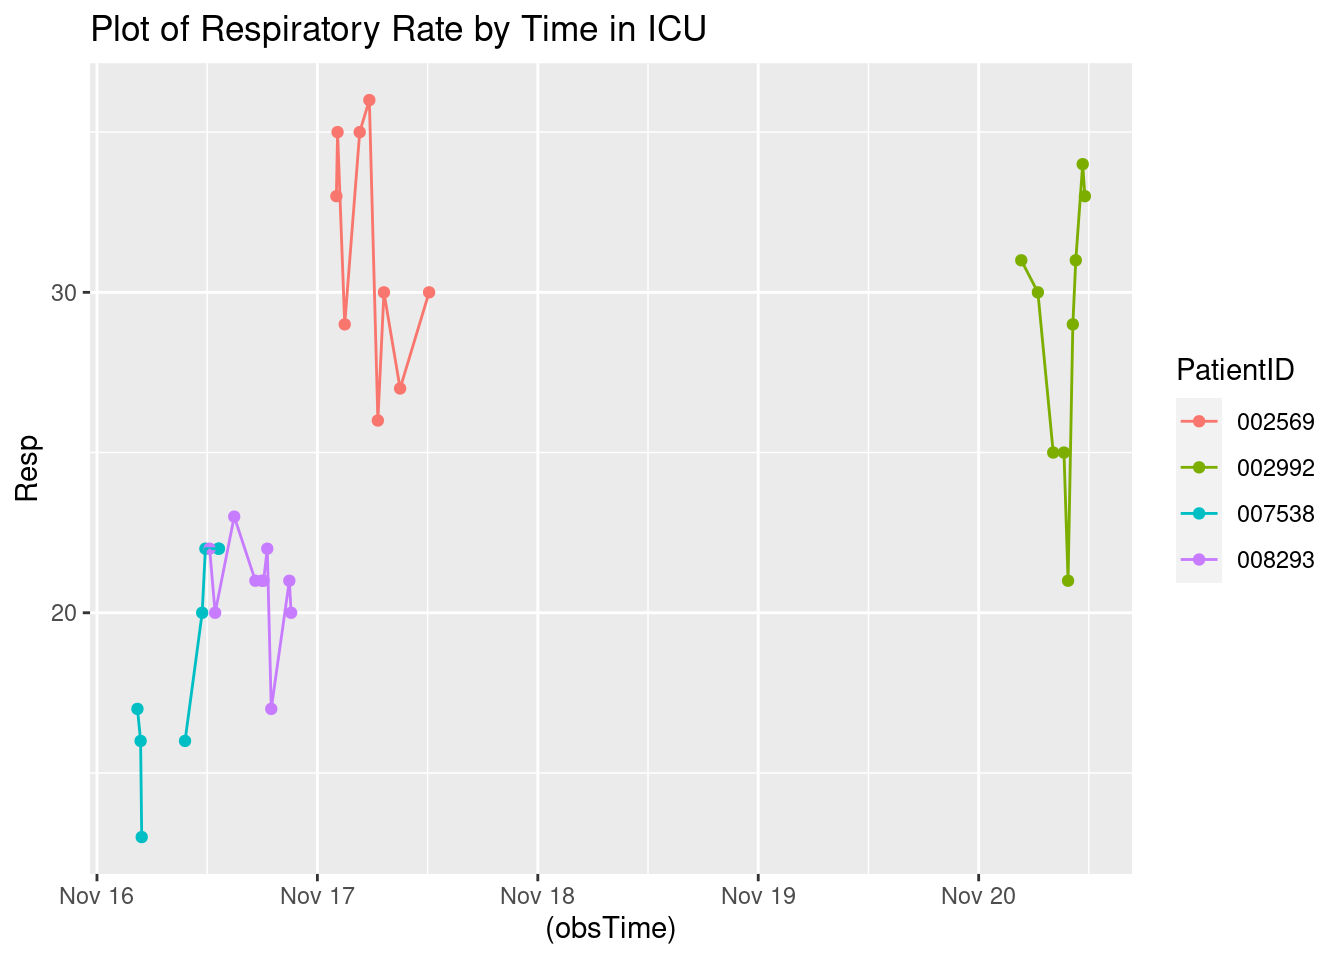 Plot of Respiratory Rate by Time in ICU
Resp
30
20
Nov 16
Nov 17
Nov 18
Nov 19
Nov 20
(obsTime)
PatientID
002569
002992
007538
008293